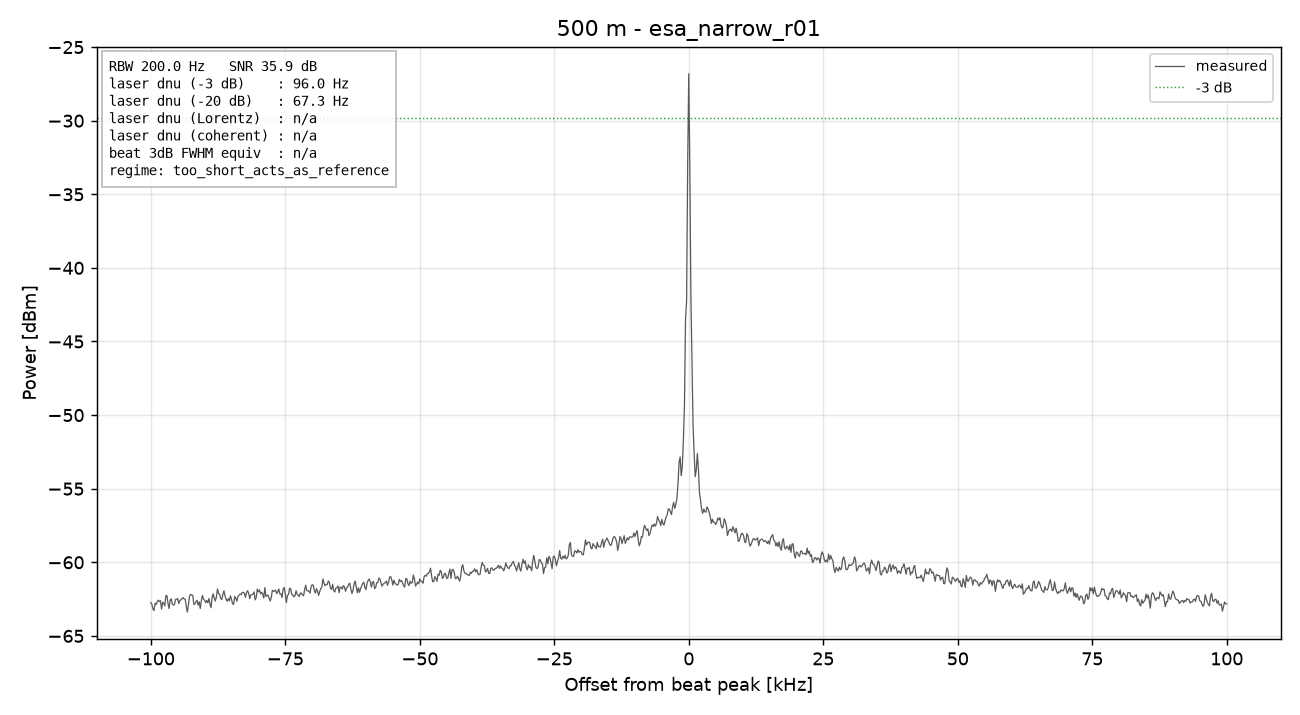 500 m - esa_narrow_r01
RBW 200.0 Hz   SNR 35.9 dB
laser dnu (-3 dB)    : 96.0 Hz
laser dnu (-20 dB)   : 67.3 Hz
laser dnu (Lorentz)  : n/a
laser dnu (coherent) : n/a
beat 3dB FWHM equiv  : n/a
regime: too_short_acts_as_reference
measured
-3 dB
−25
−30
−35
−40
−45
−50
−55
−60
−65
Power [dBm]
−100
−75
−50
−25
0
25
50
75
100
Offset from beat peak [kHz]